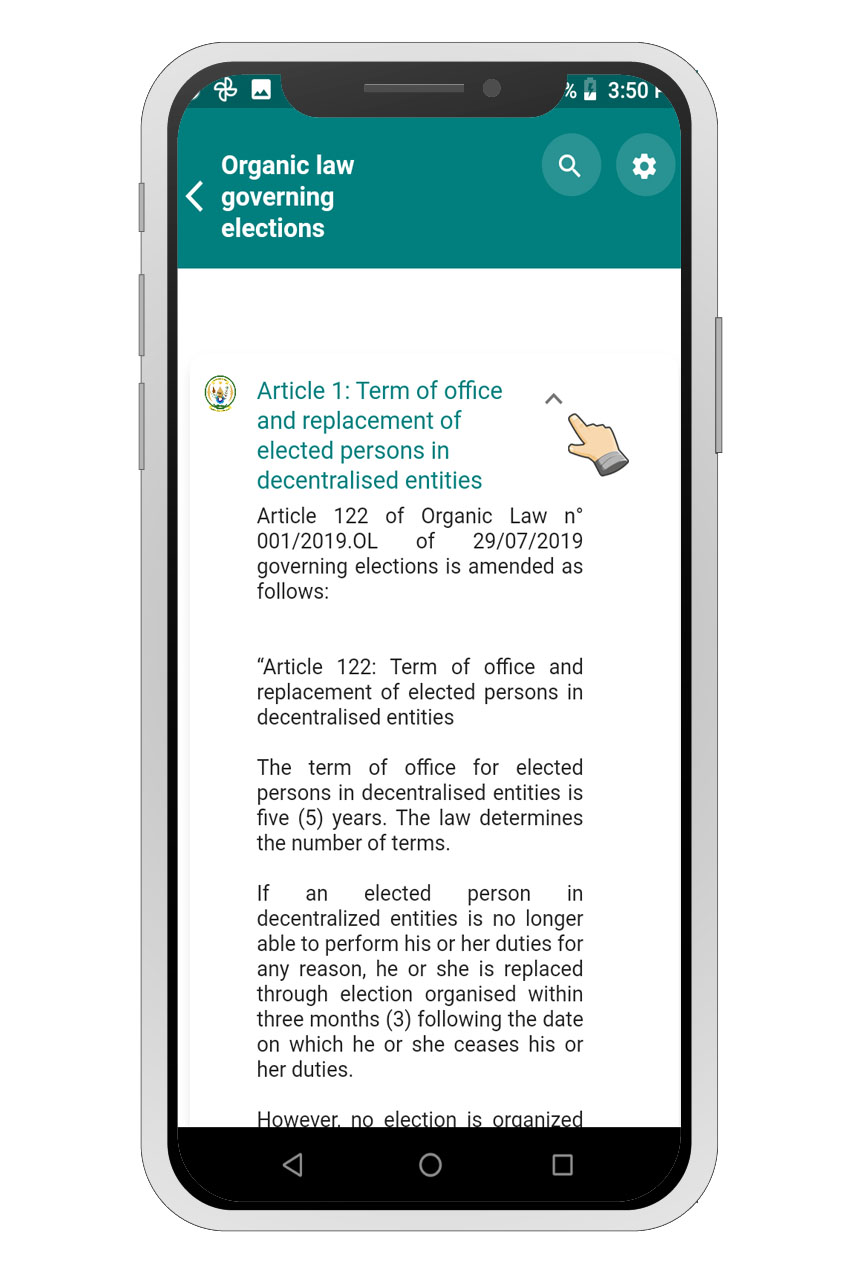 % 3:50
Organic law
governing
elections
Article 1: Term of office
and replacement of
elected persons in
decentralised entities
Article 122 of Organic Law n°
001/2019.OL of 29/07/2019
governing elections is amended as
follows:
“Article 122: Term of office and
replacement of elected persons in
decentralised entities
The term of office for elected
persons in decentralised entities is
five (5) years. The law determines
the number of terms.
If an elected person in
decentralized entities is no longer
able to perform his or her duties for
any reason, he or she is replaced
through election organised within
three months (3) following the date
on which he or she ceases his or
her duties.
However, no election is organized